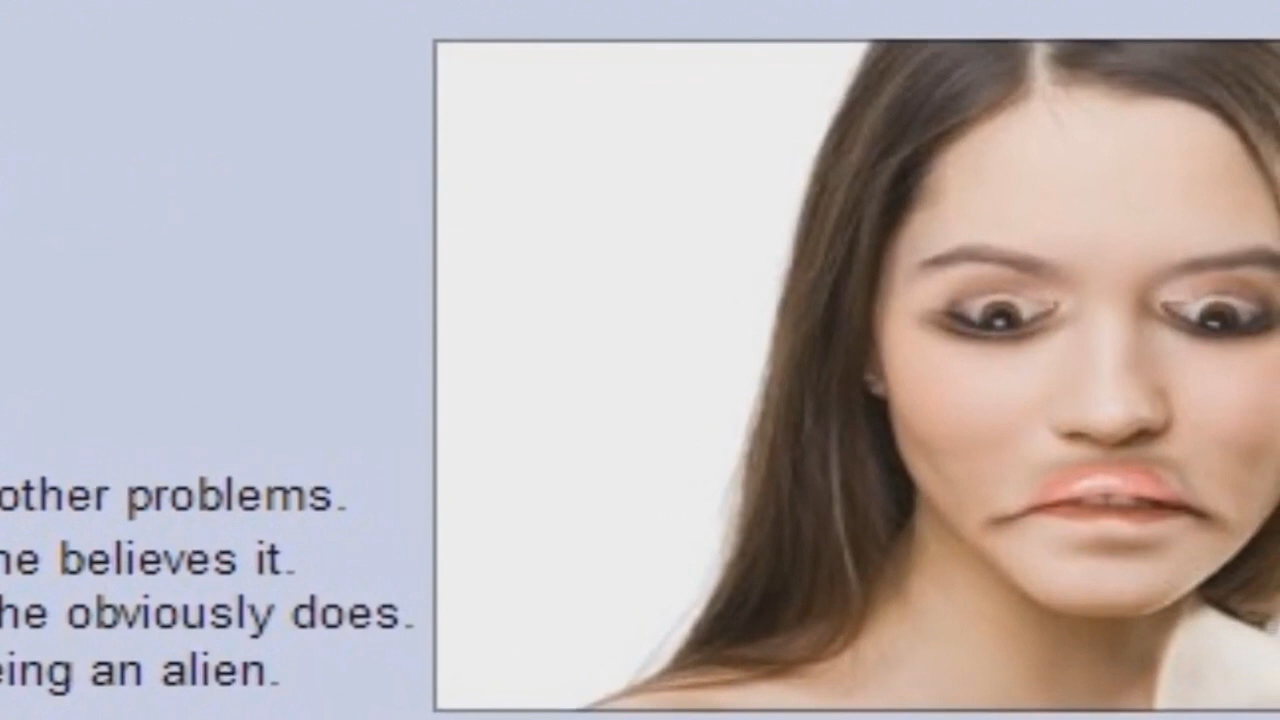 other problems.
he believes it.
he obviously does.
eing an alien.